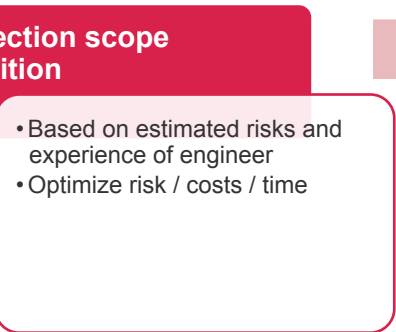 ection scope
ition
• Based on estimated risks and
experience of engineer
• Optimize risk / costs / time